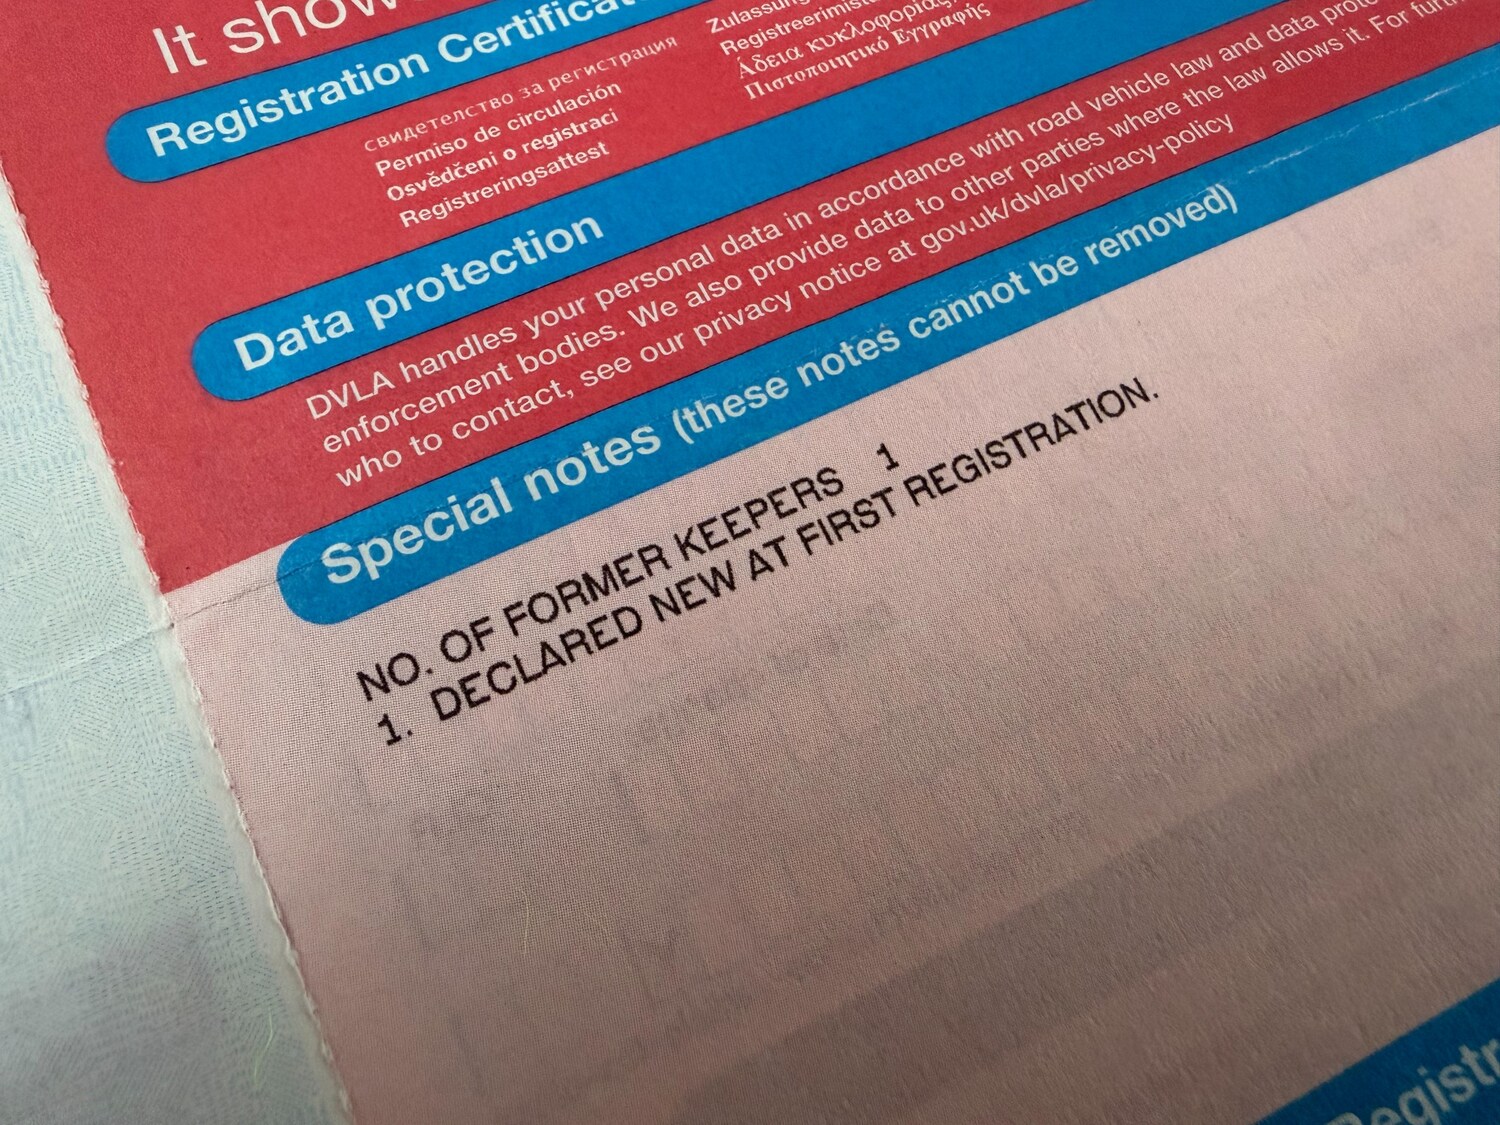 It show
Registration Certifica
свидетелство за регистрация
Permiso de circulación
Osvědčení o registraci
Registreringsattest
Zulassung
Registreerimist
Άδεια κυκλοφορίας,
Πιστοποιητικό Εγγραφής
Data protection
DVLA handles your personal data in accordance with road vehicle law and data prote
enforcement bodies. We also provide data to other parties where the law allows it. For furth
who to contact, see our privacy notice at gov.uk/dvla/privacy-policy
Special notes (these notes cannot be removed)
NO. OF FORMER KEEPERS 1
1. DECLARED NEW AT FIRST REGISTRATION.
Registr